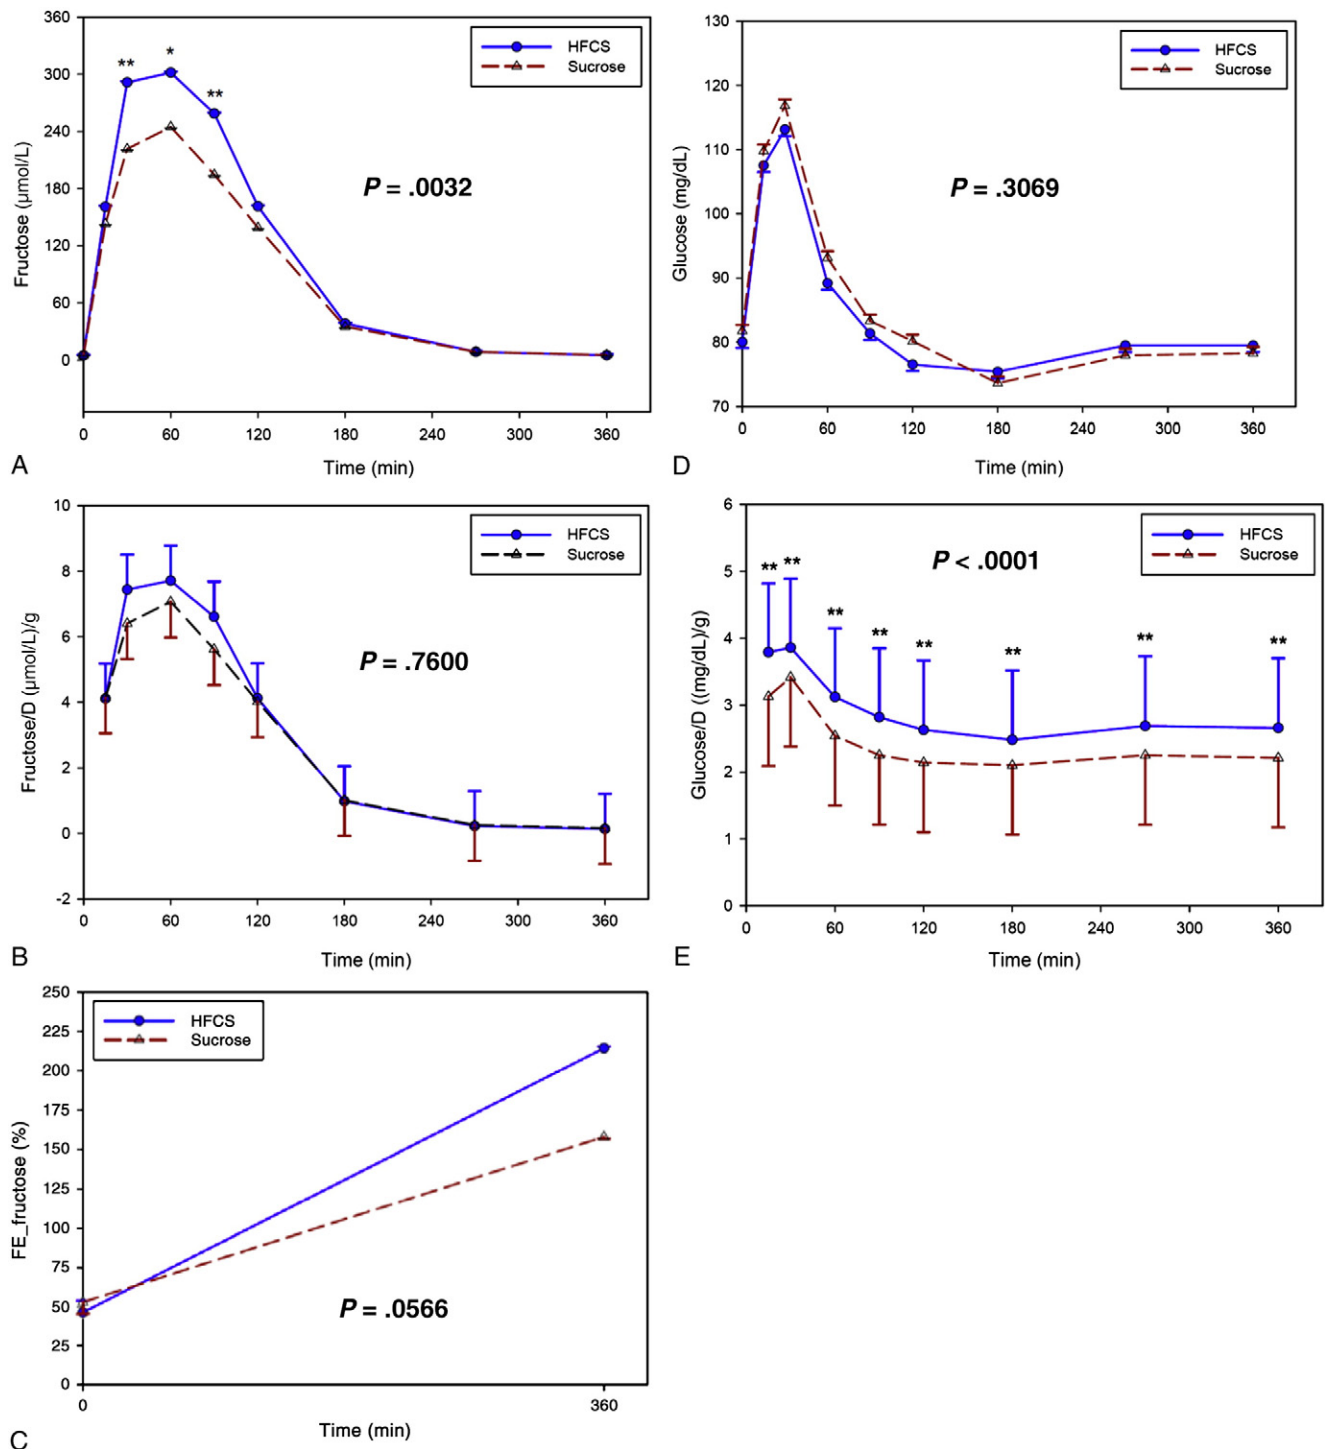 360
300
240
180
120
60
0
Fructose (µmol/L)
** * **
HFCS
Sucrose
P = .0032
0 60 120 180 240 300 360
Time (min)
A
130
120
110
100
90
80
70
Glucose (mg/dL)
HFCS
Sucrose
P = .3069
0 60 120 180 240 300 360
Time (min)
D
10
8
6
4
2
0
-2
Fructose/D (µmol/L)/g
HFCS
Sucrose
P = .7600
0 60 120 180 240 300 360
Time (min)
B
6
5
4
3
2
1
0
Glucose/D ((mg/dL)/g)
HFCS
Sucrose
P < .0001
** ** ** ** ** ** ** **
0 60 120 180 240 300 360
Time (min)
E
250
225
200
175
150
125
100
75
50
25
0
FE_fructose (%)
HFCS
Sucrose
P = .0566
0 360
Time (min)
C